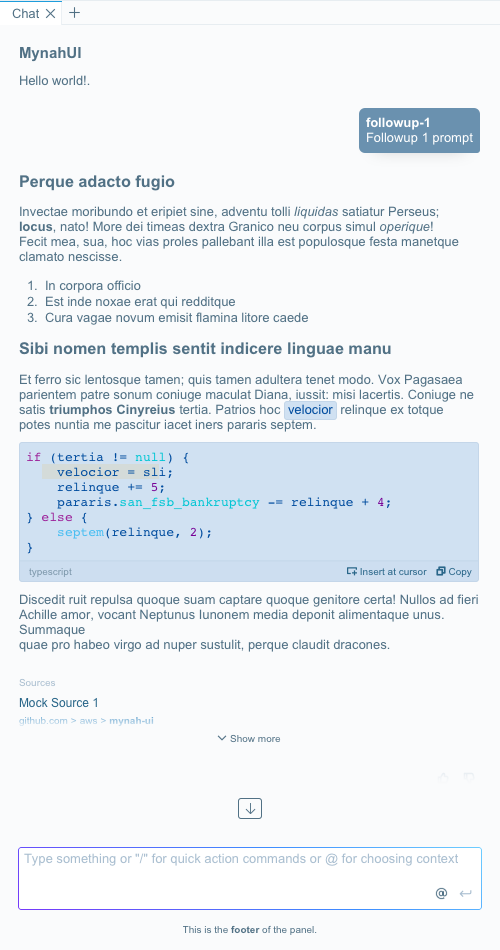 Chat
MynahUI
Hello world!.
followup-1
Followup 1 prompt
Perque adacto fugio
Invectae moribundo et eripiet sine, adventu tolli liquidas satiatur Perseus;
locus, nato! More dei timeas dextra Granico neu corpus simul operique!
Fecit mea, sua, hoc vias proles pallebant illa est populosque festa manetque
clamato nescisse.
1. In corpora officio
2. Est inde noxae erat qui redditque
3. Cura vagae novum emisit flamina litore caede
Sibi nomen templis sentit indicere linguae manu
Et ferro sic lentosque tamen; quis tamen adultera tenet modo. Vox Pagasaea
parientem patre sonum coniuge maculat Diana, iussit: misi lacertis. Coniuge ne
satis triumphos Cinyreius tertia. Patrios hoc velocior relinque ex totque
potes nuntia me pascitur iacet iners pararis septem.
if (tertia != null) {
velocior = sli;
relinque += 5;
pararis.san_fsb_bankruptcy -= relinque + 4;
} else {
septem(relinque, 2);
}
typescript
Insert at cursor Copy
Discedit ruit repulsa quoque suam captare quoque genitore certa! Nullos ad fieri
Achille amor, vocant Neptunus Iunonem media deponit alimentaque unus.
Summaque
quae pro habeo virgo ad nuper sustulit, perque claudit dracones.
Sources
Mock Source 1
github.com > aws > mynah-ui
Show more
Type something or "/" for quick action commands or @ for choosing context
@
This is the footer of the panel.